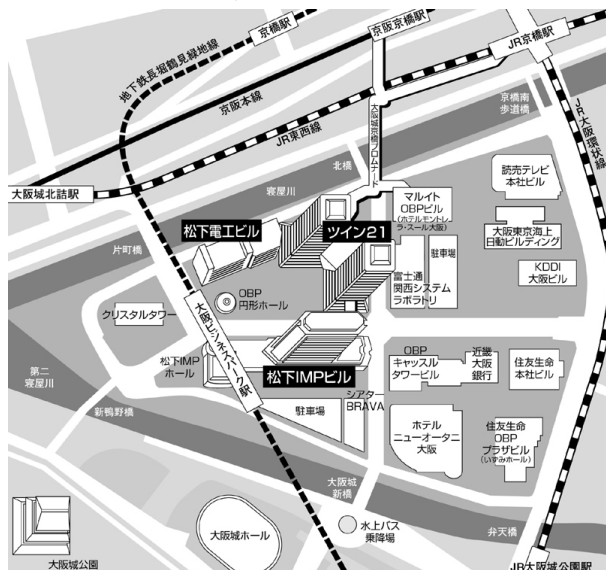 京橋駅
京阪京橋駅
JR京橋駅
地下鉄長堀鶴見緑地線
京阪本線
JR東西線
大阪城京橋プロムナード
京橋南
歩道橋
JR大阪環状線
大阪城北詰駅
北橋
寝屋川
片町橋
読売テレビ
本社ビル
マルイト
OBPビル
(ホテルモントレ
ラ・スール大阪)
松下電工ビル
ツイン21
大阪東京海上
日動ビルディング
駐車場
KDDI
大阪ビル
富士通
関西システム
ラボラトリ
OBP
円形ホール
クリスタルタワー
大阪ビジネスパーク駅
松下IMP
ホール
松下IMPビル
OBP
キャッスル
タワービル
近畿
大阪
銀行
住友生命
本社ビル
第二
寝屋川
新鴨野橋
駐車場
シアター
BRAVA
ホテル
ニューオータニ
大阪
住友生命
OBP
プラザビル
(いずみホール)
大阪城
新橋
水上バス
乗降場
弁天橋
大阪城ホール
大阪城公園
JR大阪城公園駅